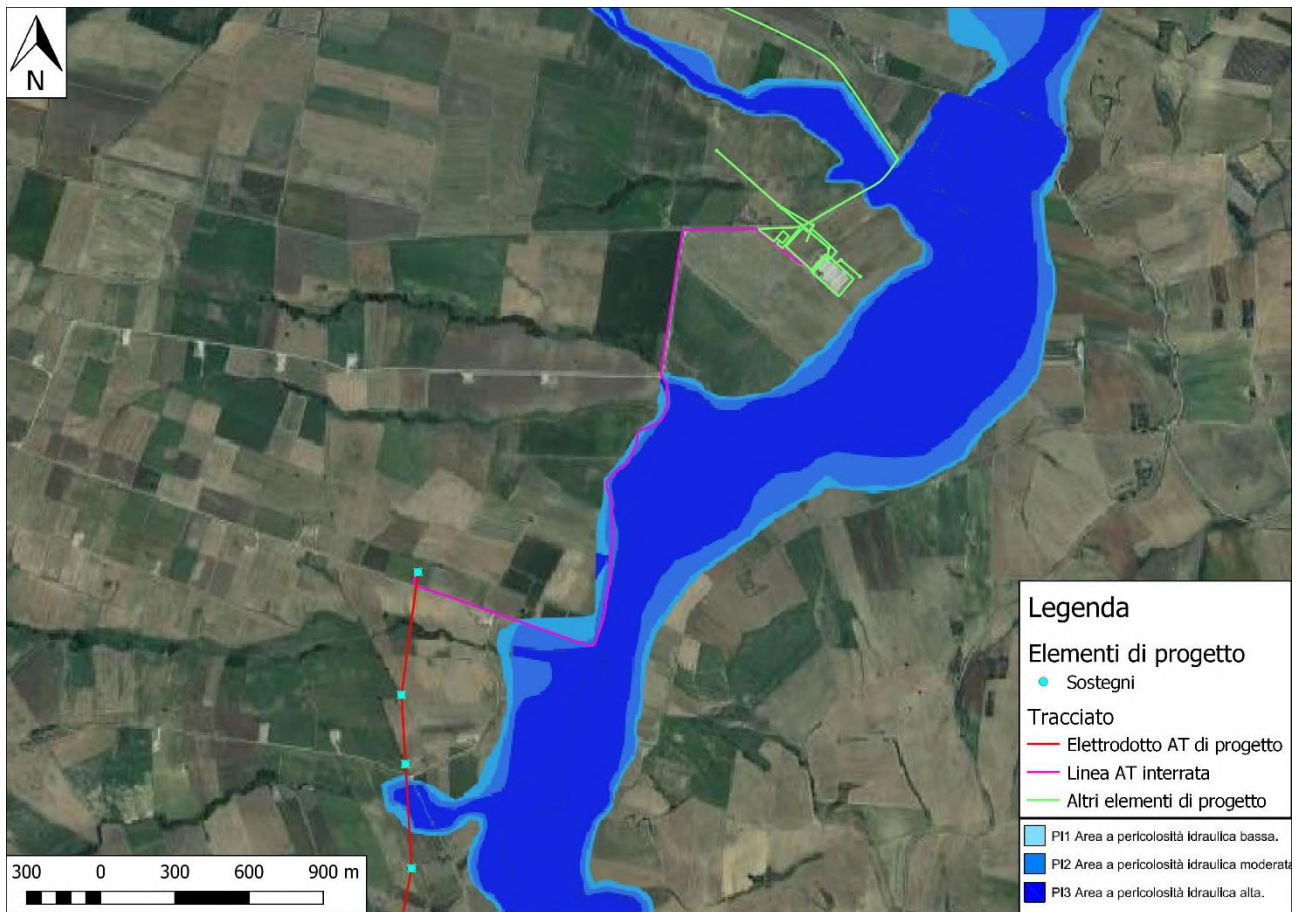 N
Legenda
Elementi di progetto
Sostegni
Tracciato
Elettrodotto AT di progetto
Linea AT interrata
Altri elementi di progetto
PI1 Area a pericolosità idraulica bassa.
PI2 Area a pericolosità idraulica moderata
PI3 Area a pericolosità idraulica alta.
300 0 300 600 900 m